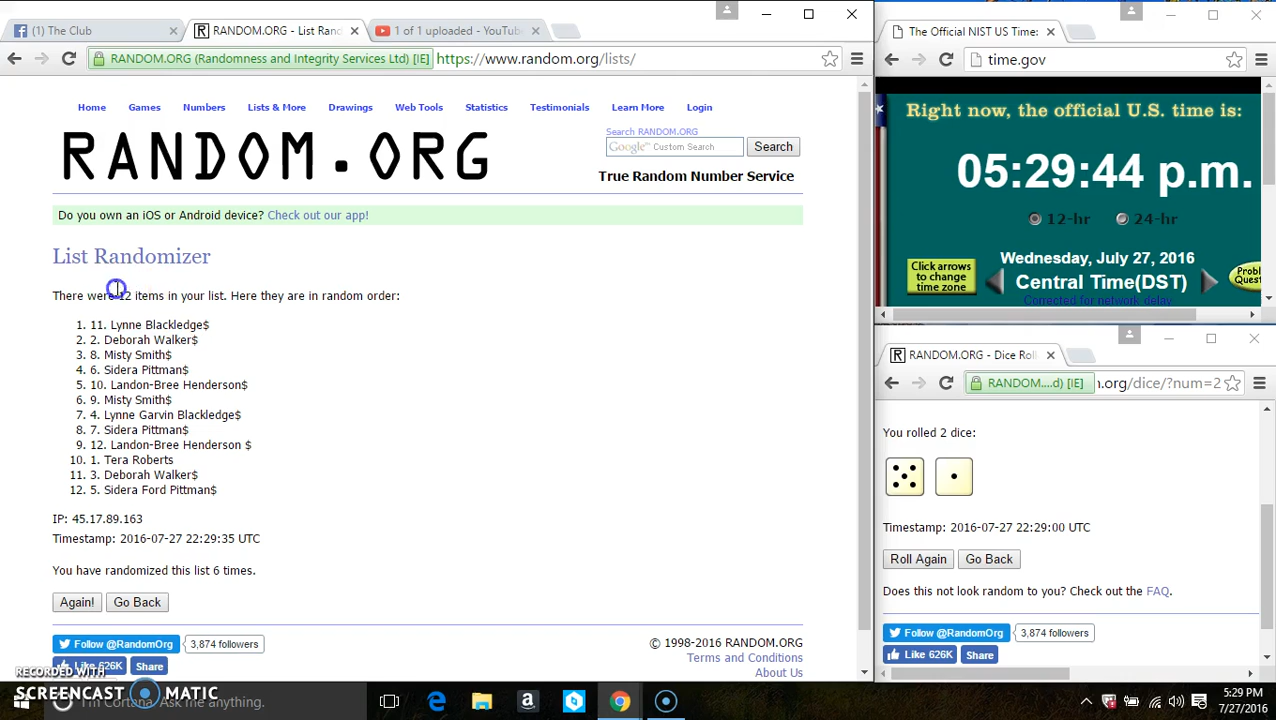 (1) The Club
RANDOM.ORG - List Rand
1 of 1 uploaded - YouTub
RANDOM.ORG (Randomness and Integrity Services Ltd) [IE]
https://www.random.org/lists/
Home
Games
Numbers
Lists & More
Drawings
Web Tools
Statistics
Testimonials
Learn More
Login
RANDOM.ORG
Search RANDOM.ORG
Google™ Custom Search
Search
True Random Number Service
Do you own an iOS or Android device? Check out our app!
List Randomizer
There were 12 items in your list. Here they are in random order:
1. 11. Lynne Blackledge$
2. 2. Deborah Walker$
3. 8. Misty Smith$
4. 6. Sidera Pittman$
5. 10. Landon-Bree Henderson$
6. 9. Misty Smith$
7. 4. Lynne Garvin Blackledge$
8. 7. Sidera Pittman$
9. 12. Landon-Bree Henderson $
10. 1. Tera Roberts
11. 3. Deborah Walker$
12. 5. Sidera Ford Pittman$
IP: 45.17.89.163
Timestamp: 2016-07-27 22:29:35 UTC
You have randomized this list 6 times.
Again!
Go Back
Follow @RandomOrg
3,874 followers
Like 626K
Share
© 1998-2016 RANDOM.ORG
Terms and Conditions
About Us
The Official NIST US Time:
time.gov
Right now, the official U.S. time is:
05:29:44 p.m.
12-hr
24-hr
Click arrows
to change
time zone
Wednesday, July 27, 2016
Central Time(DST)
Corrected for network delay
Probl
Quest
RANDOM.ORG - Dice Roll
RANDOM....d) [IE]
n.org/dice/?num=2
You rolled 2 dice:
Timestamp: 2016-07-27 22:29:00 UTC
Roll Again
Go Back
Does this not look random to you? Check out the FAQ.
Follow @RandomOrg
3,874 followers
Like 626K
Share
RECORDED WITH
SCREENCAST MATIC
I'm Cortana. Ask me anything.
5:29 PM
7/27/2016